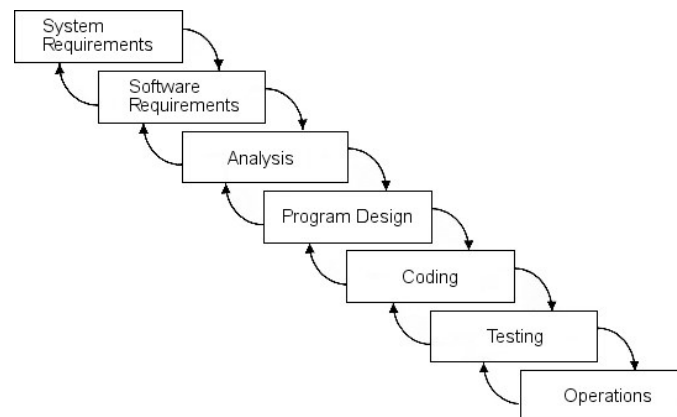 System
Requirements
Software
Requirements
Analysis
Program Design
Coding
Testing
Operations